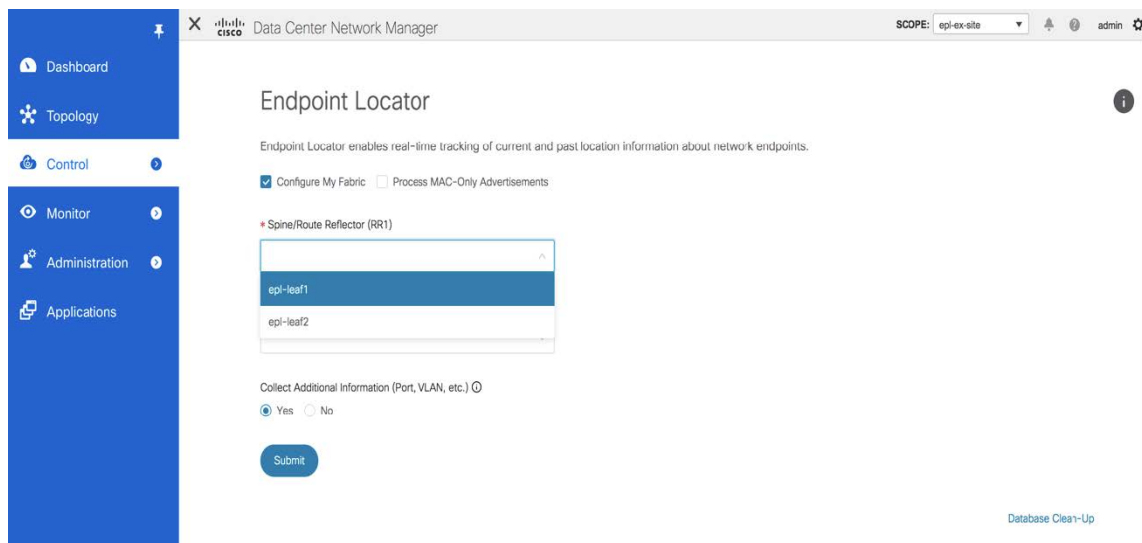 CISCO Data Center Network Manager
SCOPE: epl-ex-site
admin
Dashboard
Topology
Control
Monitor
Administration
Applications
Endpoint Locator
Endpoint Locator enables real-time tracking of current and past location information about network endpoints.
Configure My Fabric Process MAC-Only Advertisements
* Spine/Route Reflector (RR1)
epl-leaf1
epl-leaf2
Collect Additional Information (Port, VLAN, etc.)
Yes No
Submit
Database Clean-Up